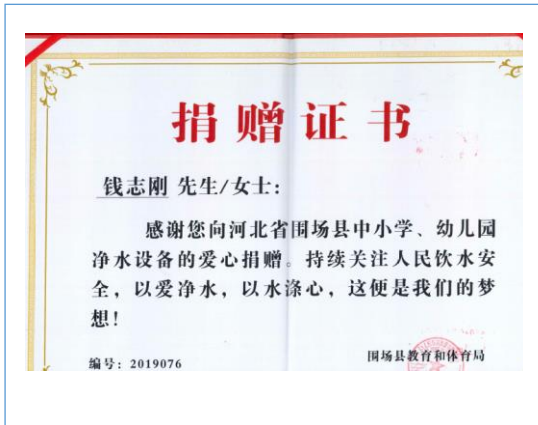 捐赠证书
钱志刚 先生/女士：
感谢您向河北省围场县中小学、幼儿园
净水设备的爱心捐赠。持续关注人民饮水安
全，以爱净水，以水涤心，这便是我们的梦
想！
编号：2019076
围场县教育和体育局